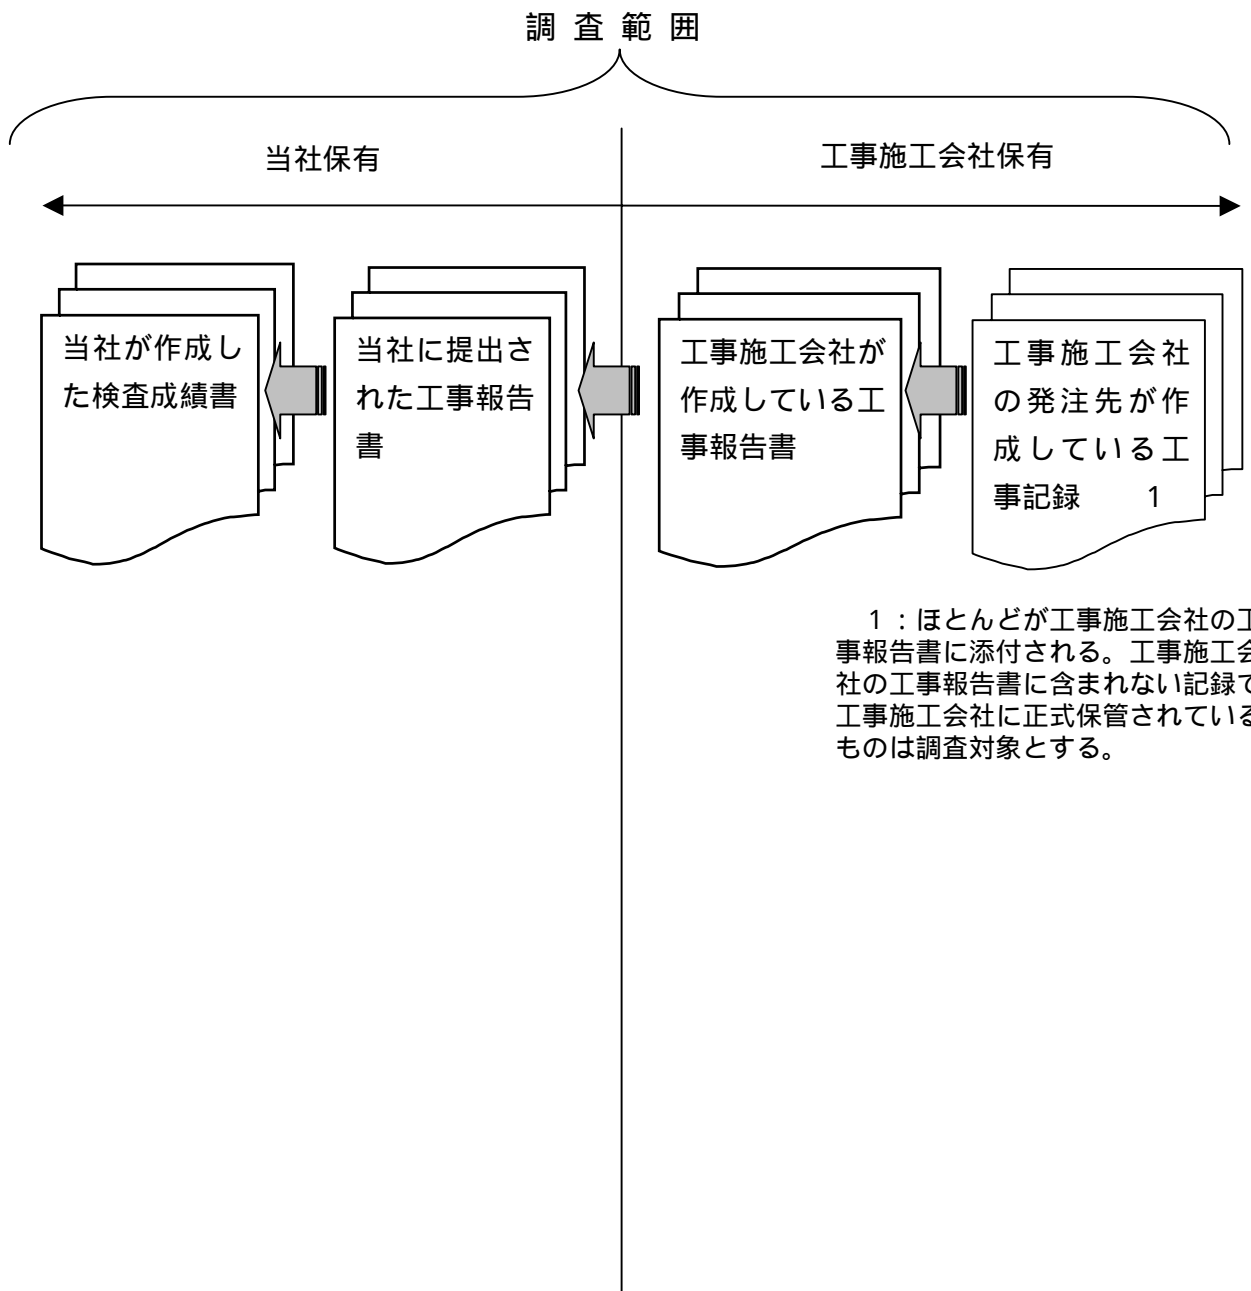 調 査 範 囲
当社保有
工事施工会社保有
当社が作成し
た検査成績書
当社に提出さ
れた工事報告
書
工事施工会社が
作成している工
事報告書
工事施工会社
の発注先が作
成している工
事記録 1
1：ほとんどが工事施工会社の工
事報告書に添付される。工事施工会
社の工事報告書に含まれない記録で
工事施工会社に正式保管されている
ものは調査対象とする。